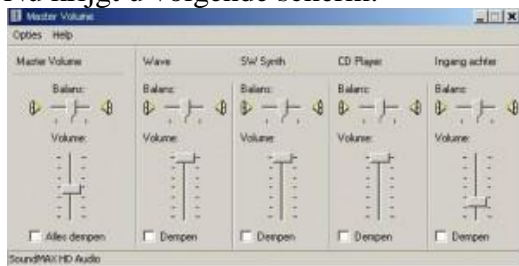 Nu krijgt u volgende scherm:
Master Volume
Opties Help
Master Volume Wave SW Synth CD Player Ingang achter
Balans: Balans: Balans: Balans: Balans:
Volume: Volume: Volume: Volume: Volume:
Alles dempen Dempen Dempen Dempen Dempen
SoundMAX HD Audio